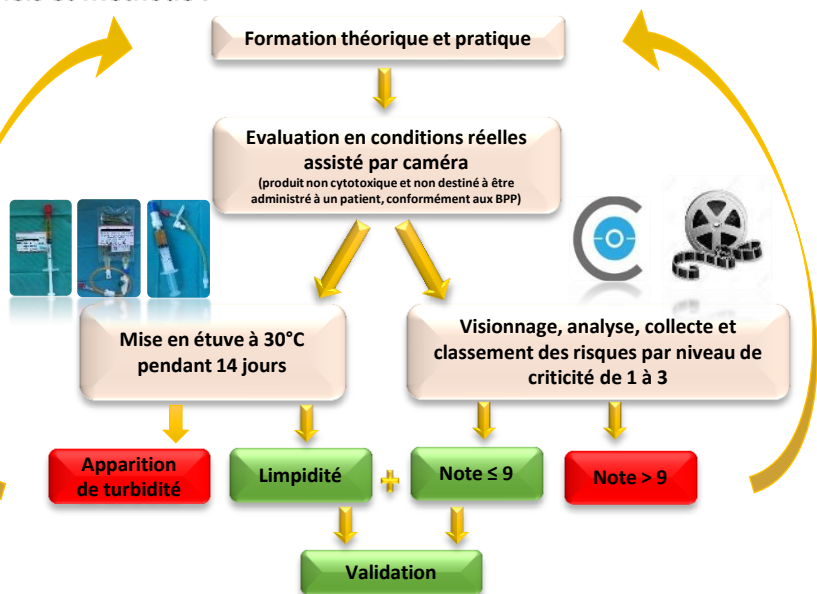 Formation théorique et pratique
Evaluation en conditions réelles
assisté par caméra
(produit non cytotoxique et non destiné à être
administré à un patient, conformément aux BPP)
Mise en étuve à 30°C
pendant 14 jours
Visionnage, analyse, collecte et
classement des risques par niveau de
criticité de 1 à 3
Apparition
de turbidité
Limpidité
+
Note ≤ 9
Note > 9
Validation